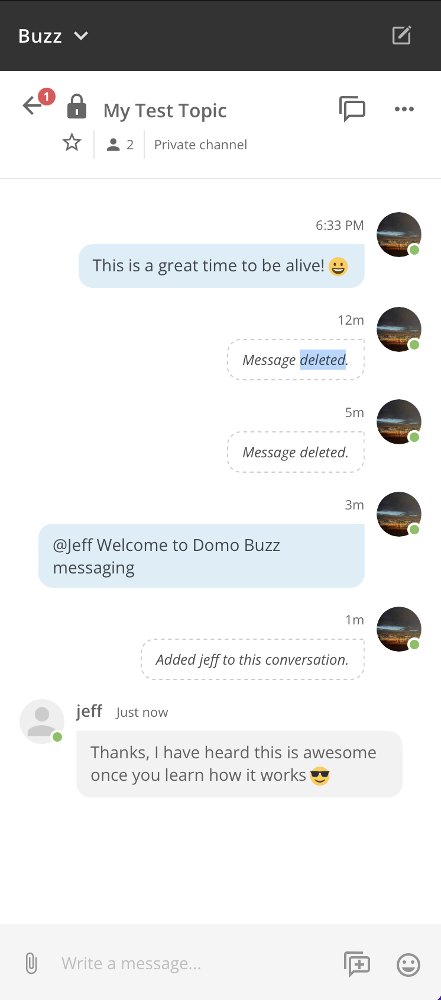 Buzz
1
My Test Topic
2
Private channel
6:33 PM
This is a great time to be alive! 😀
12m
Message deleted.
5m
Message deleted.
3m
@Jeff Welcome to Domo Buzz
messaging
1m
Added jeff to this conversation.
jeff Just now
Thanks, I have heard this is awesome
once you learn how it works 😎
Write a message...